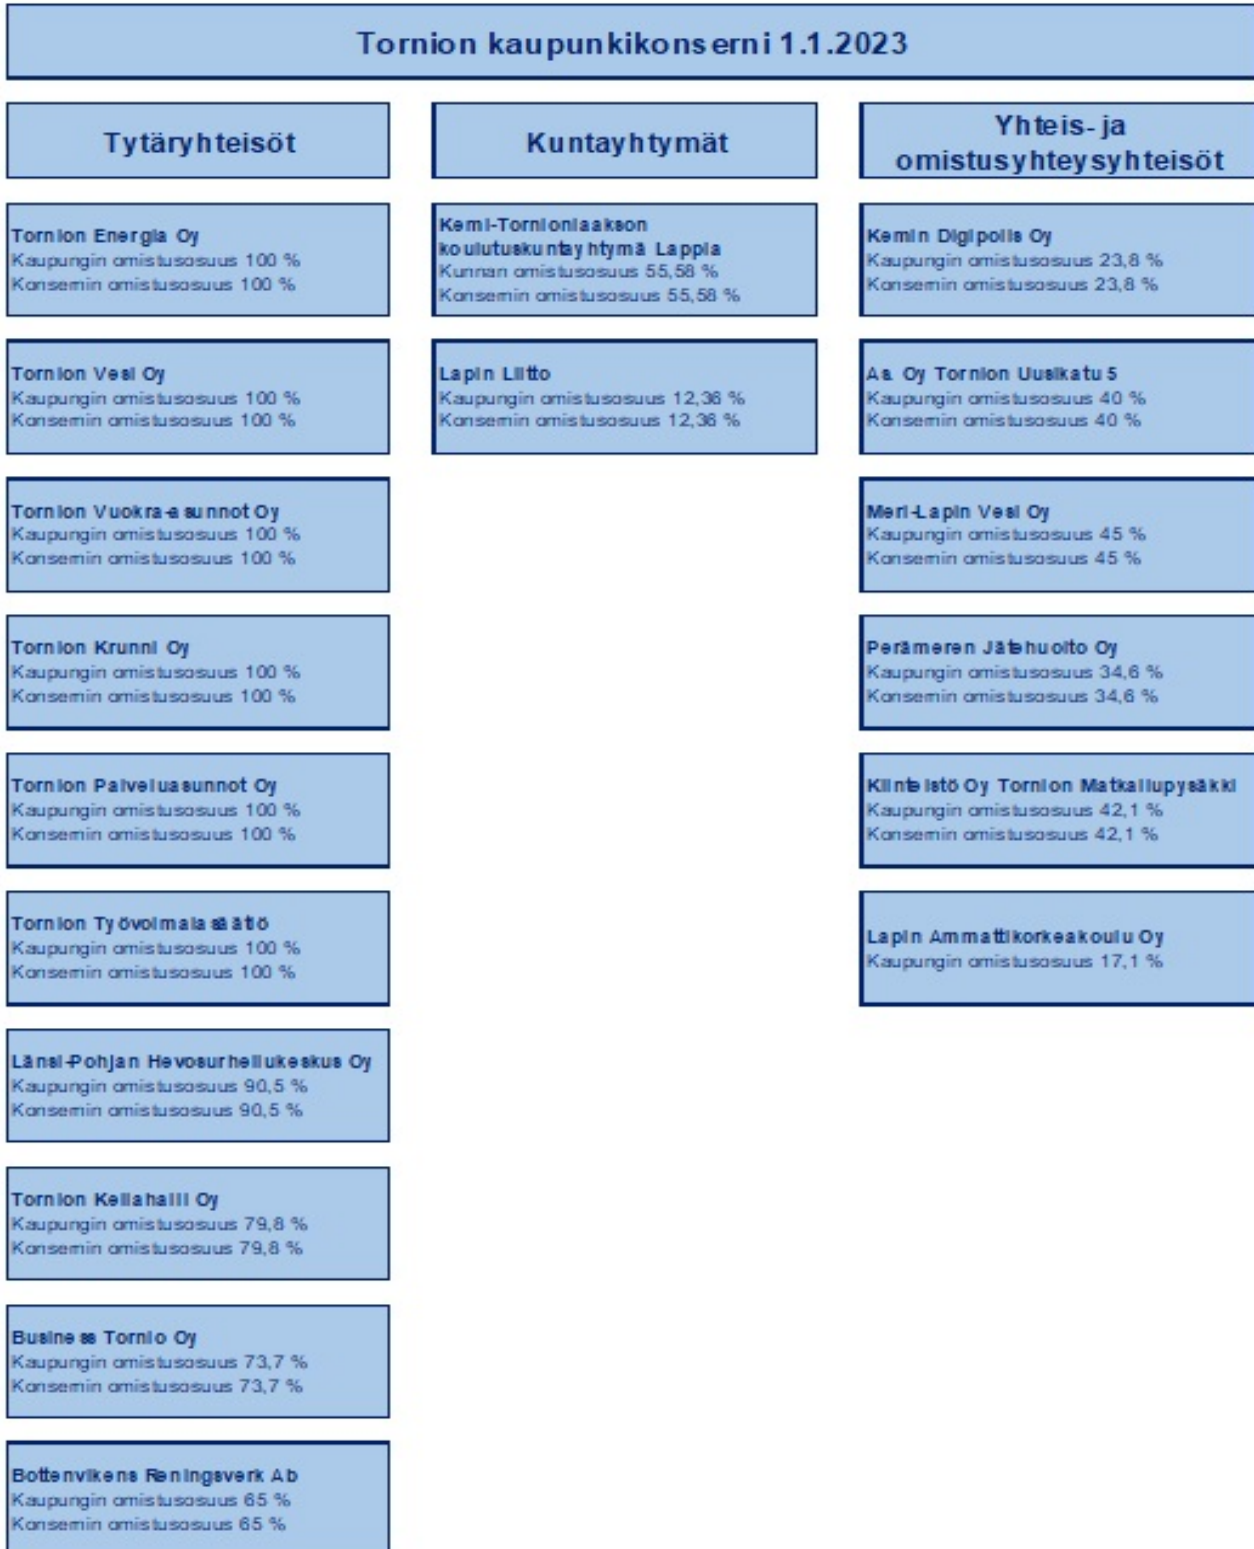 Tornion kaupunkikonserni 1.1.2023
Tytäryhteisöt
Tornion Energia Oy
Kaupungin omistusosuus 100 %
Konsernin omistusosuus 100 %
Tornion Vesi Oy
Kaupungin omistusosuus 100 %
Konsernin omistusosuus 100 %
Tornion Vuokra-asunnot Oy
Kaupungin omistusosuus 100 %
Konsernin omistusosuus 100 %
Tornion Krunni Oy
Kaupungin omistusosuus 100 %
Konsernin omistusosuus 100 %
Tornion Palveluasunnot Oy
Kaupungin omistusosuus 100 %
Konsernin omistusosuus 100 %
Tornion Työvoimalasäätiö
Kaupungin omistusosuus 100 %
Konsernin omistusosuus 100 %
Länsi-Pohjan Hevosurheilukeskus Oy
Kaupungin omistusosuus 90,5 %
Konsernin omistusosuus 90,5 %
Tornion Keilahalli Oy
Kaupungin omistusosuus 79,8 %
Konsernin omistusosuus 79,8 %
Business Tornio Oy
Kaupungin omistusosuus 73,7 %
Konsernin omistusosuus 73,7 %
Bottenvikens Reningsverk Ab
Kaupungin omistusosuus 65 %
Konsernin omistusosuus 65 %
Kuntayhtymät
Kemi-Tornionlaakson
koulutuskuntayhtymä Lappia
Kunnan omistusosuus 55,58 %
Konsernin omistusosuus 55,58 %
Lapin Liitto
Kaupungin omistusosuus 12,36 %
Konsernin omistusosuus 12,36 %
Yhteis- ja
omistusyhteysyhteisöt
Kemin Digipolis Oy
Kaupungin omistusosuus 23,8 %
Konsernin omistusosuus 23,8 %
As. Oy Tornion Uusikatu 5
Kaupungin omistusosuus 40 %
Konsernin omistusosuus 40 %
Meri-Lapin Vesi Oy
Kaupungin omistusosuus 45 %
Konsernin omistusosuus 45 %
Perämeren Jätehuolto Oy
Kaupungin omistusosuus 34,6 %
Konsernin omistusosuus 34,6 %
Kiinteistö Oy Tornion Matkailupysäkki
Kaupungin omistusosuus 42,1 %
Konsernin omistusosuus 42,1 %
Lapin Ammattikorkeakoulu Oy
Kaupungin omistusosuus 17,1 %